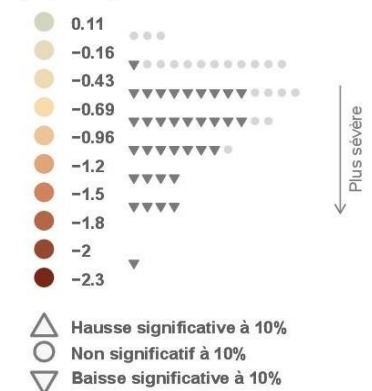 0.11
−0.16
−0.43
−0.69
−0.96
−1.2
−1.5
−1.8
−2
−2.3
Plus sévère
Hausse significative à 10%
Non significatif à 10%
Baisse significative à 10%